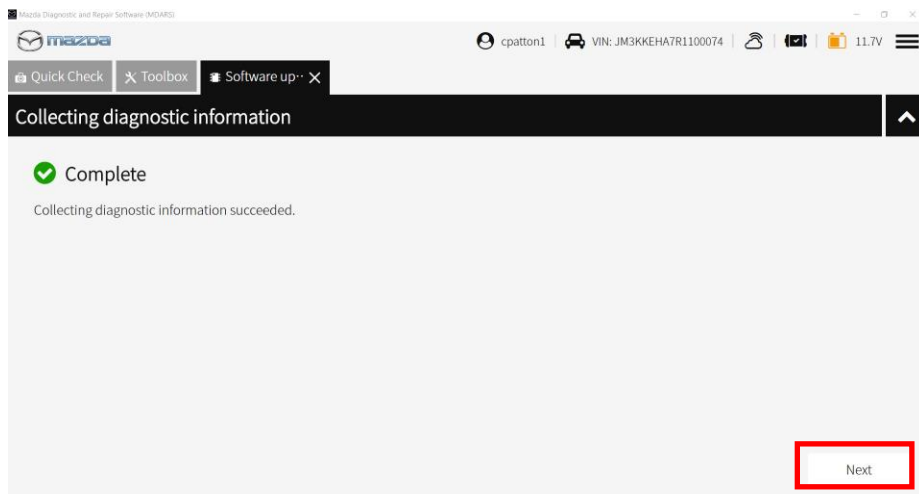 Mazda Diagnostic and Repair Software (MDARS)
mazda cpatton1 VIN: JM3KKEHA7R1100074 11.7V
Quick Check Toolbox Software up··
Collecting diagnostic information
Complete
Collecting diagnostic information succeeded.
Next